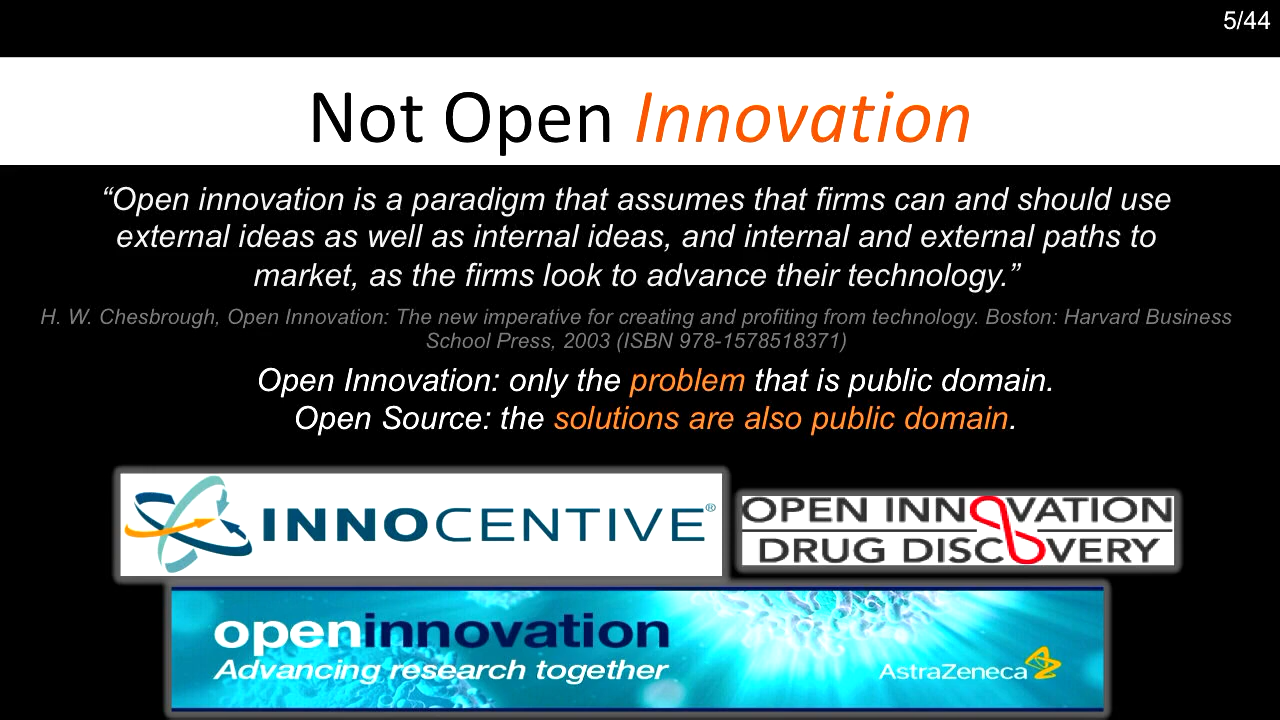 5/44
Not Open Innovation
“Open innovation is a paradigm that assumes that firms can and should use
external ideas as well as internal ideas, and internal and external paths to
market, as the firms look to advance their technology.”
H. W. Chesbrough, Open Innovation: The new imperative for creating and profiting from technology. Boston: Harvard Business
School Press, 2003 (ISBN 978-1578518371)
Open Innovation: only the problem that is public domain.
Open Source: the solutions are also public domain.
INNOCENTIVE®
OPEN INNOVATION
DRUG DISCOVERY
openinnovation
Advancing research together
AstraZeneca